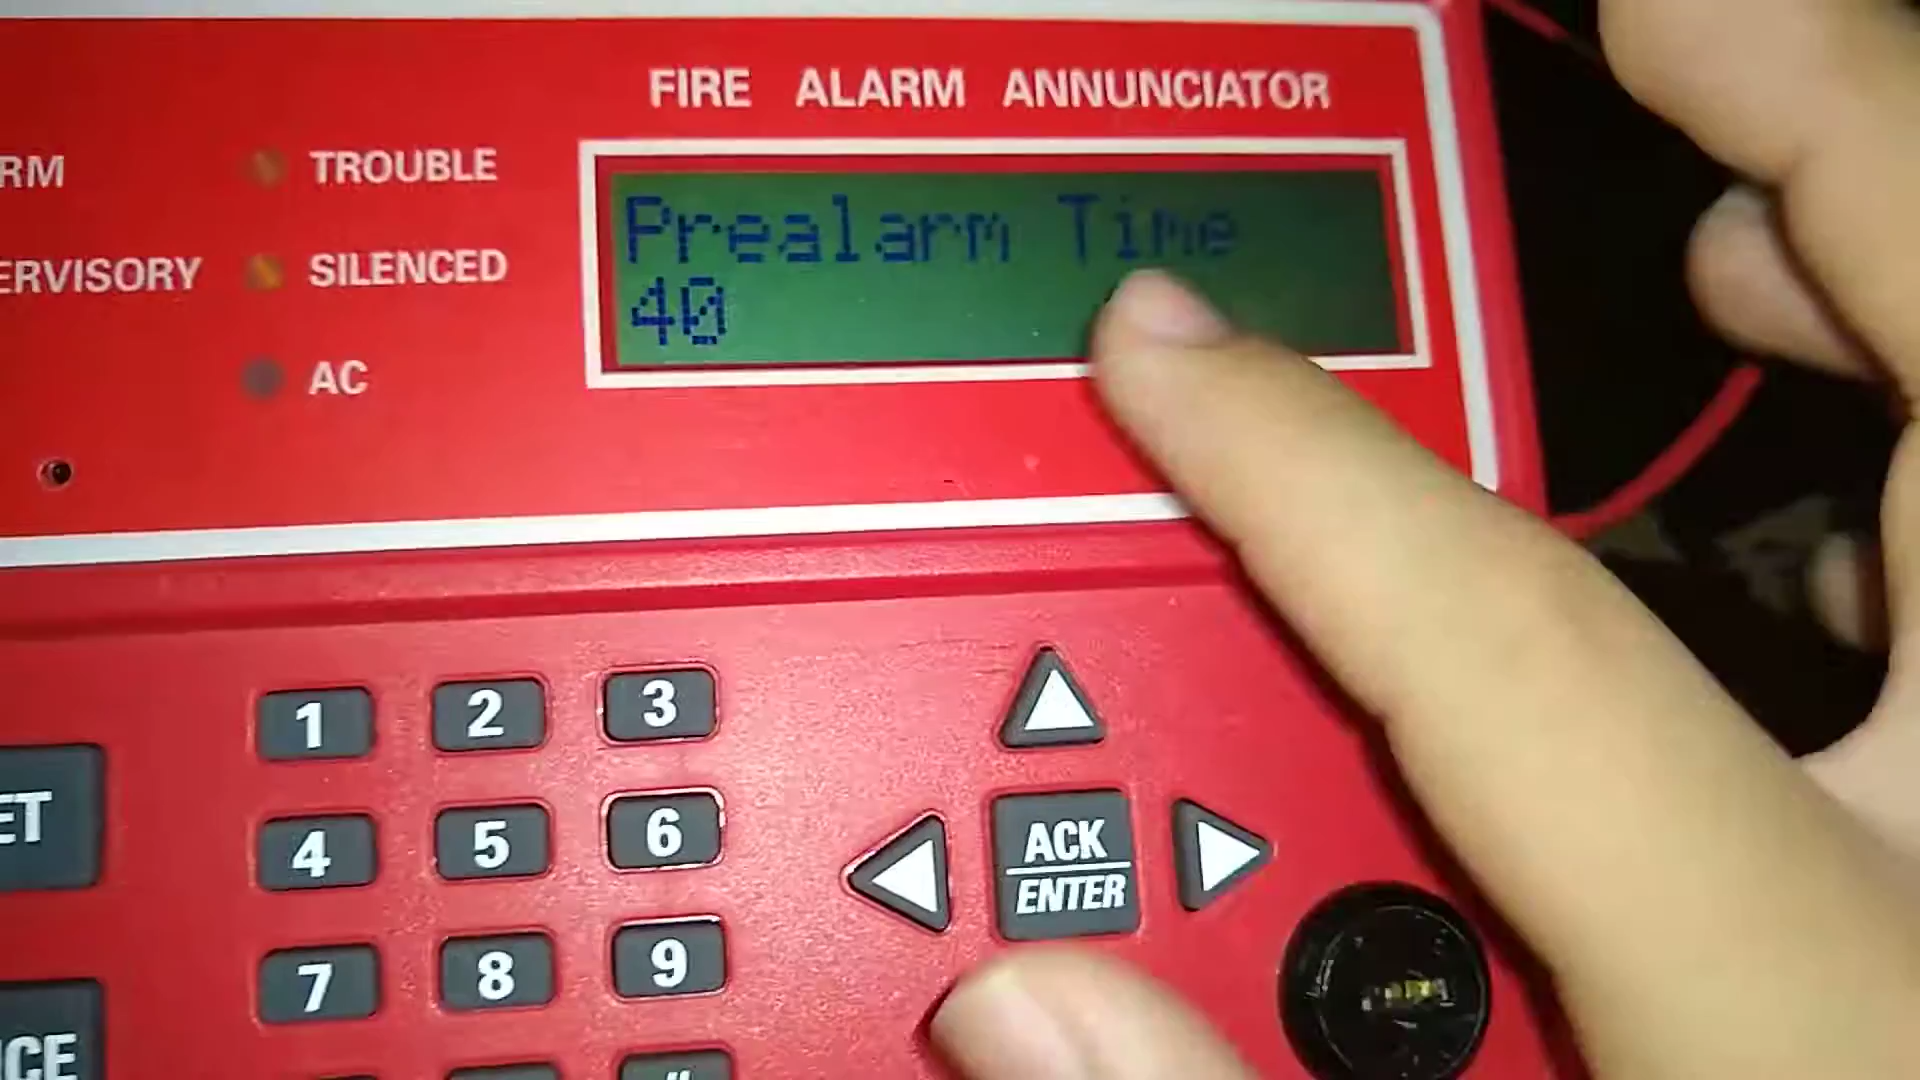 FIRE ALARM ANNUNCIATOR
RM
TROUBLE
ERVISORY
SILENCED
AC
Prealarm Time
40
1 2 3
ET
4 5 6
ACK
ENTER
7 8 9
ICE